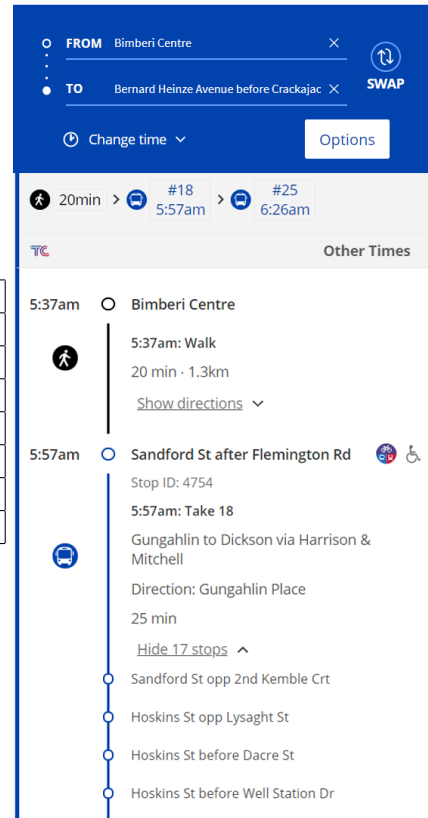 FROM Bimberi Centre
TO Bernard Heinze Avenue before Crackajac
SWAP
Change time
Options
20min > #18 5:57am > #25 6:26am
TC
Other Times
5:37am Bimberi Centre
5:37am: Walk
20 min · 1.3km
Show directions
5:57am Sandford St after Flemington Rd
Stop ID: 4754
5:57am: Take 18
Gungahlin to Dickson via Harrison &
Mitchell
Direction: Gungahlin Place
25 min
Hide 17 stops
Sandford St opp 2nd Kemble Crt
Hoskins St opp Lysaght St
Hoskins St before Dacre St
Hoskins St before Well Station Dr